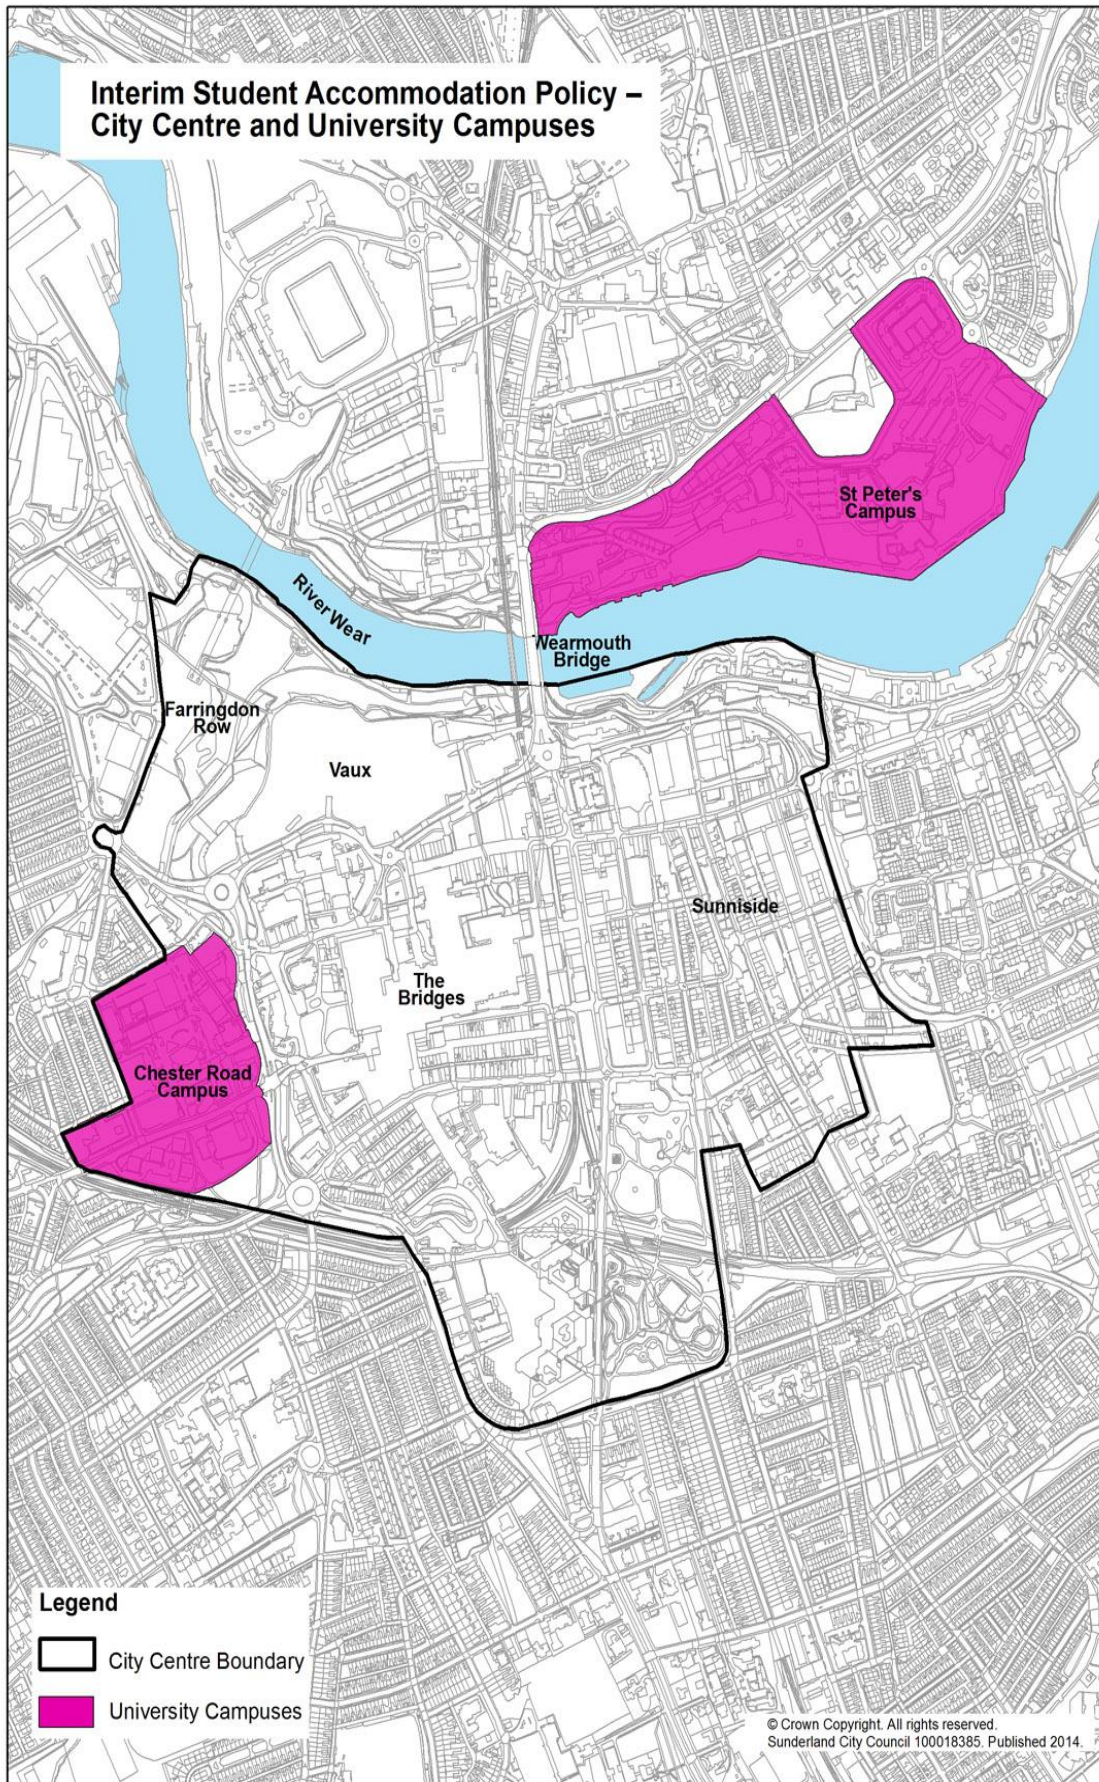 Interim Student Accommodation Policy –
City Centre and University Campuses
St Peter's
Campus
River Wear
Wearmouth
Bridge
Farringdon
Row
Vaux
Sunniside
The
Bridges
Chester Road
Campus
Legend
City Centre Boundary
University Campuses
© Crown Copyright. All rights reserved.
Sunderland City Council 100018385. Published 2014.